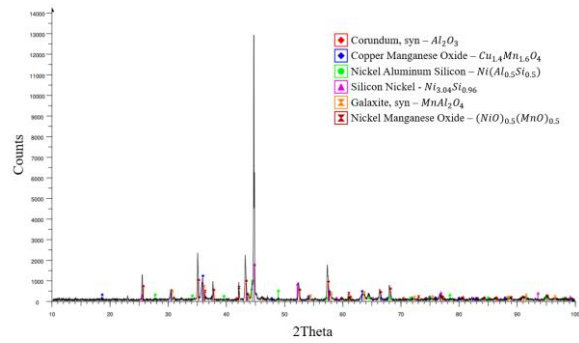 14000
13000
12000
11000
10000
9000
8000
7000
6000
5000
4000
3000
2000
1000
0
Counts
Corundum, syn – Al₂O₃
Copper Manganese Oxide – Cu₁.₄Mn₁.₆O₄
Nickel Aluminum Silicon – Ni(Al₀.₅Si₀.₅)
Silicon Nickel - Ni₃.₀₄Si₀.₉₆
Galaxite, syn – MnAl₂O₄
Nickel Manganese Oxide – (NiO)₀.₅(MnO)₀.₅
10 20 30 40 50 60 70 80 90 100
2Theta